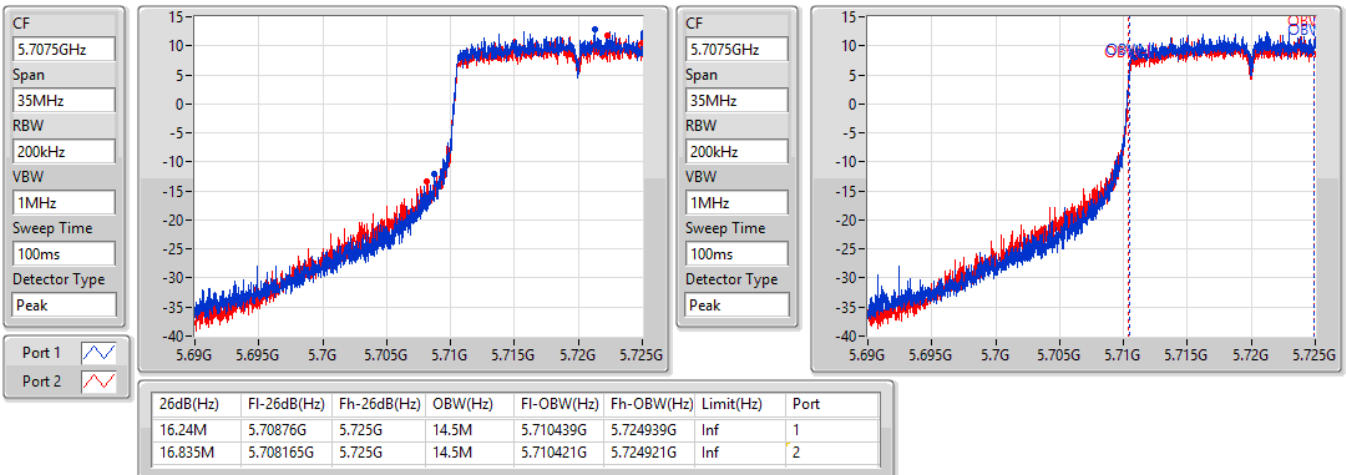 CF
5.7075GHz
Span
35MHz
RBW
200kHz
VBW
1MHz
Sweep Time
100ms
Detector Type
Peak
Port 1
Port 2
15
10
5
0
-5
-10
-15
-20
-25
-30
-35
-40
5.69G 5.695G 5.7G 5.705G 5.71G 5.715G 5.72G 5.725G
CF
5.7075GHz
Span
35MHz
RBW
200kHz
VBW
1MHz
Sweep Time
100ms
Detector Type
Peak
15
10
5
0
-5
-10
-15
-20
-25
-30
-35
-40
5.69G 5.695G 5.7G 5.705G 5.71G 5.715G 5.72G 5.725G
26dB(Hz) Fl-26dB(Hz) Fh-26dB(Hz) OBW(Hz) Fl-OBW(Hz) Fh-OBW(Hz) Limit(Hz) Port
16.24M 5.70876G 5.725G 14.5M 5.710439G 5.724939G Inf 1
16.835M 5.708165G 5.725G 14.5M 5.710421G 5.724921G Inf 2